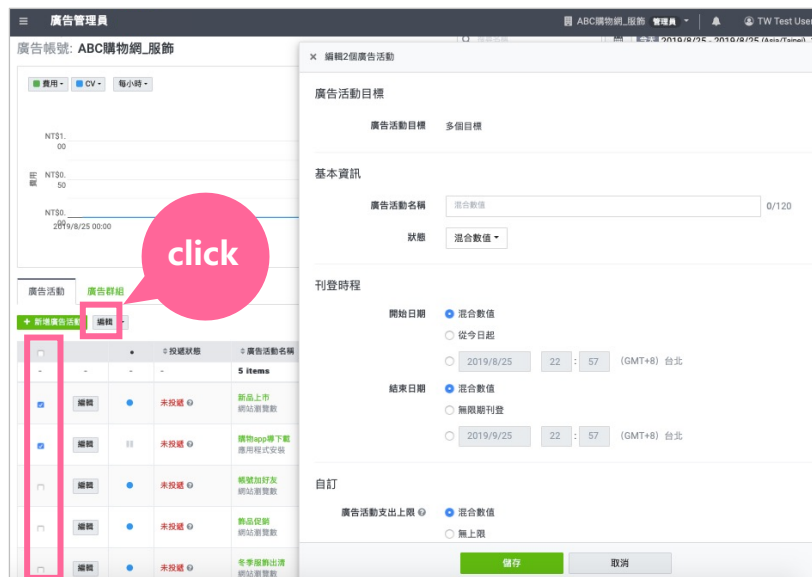 廣告管理員
ABC購物網_服飾 管理員
TW Test User
廣告帳號: ABC購物網_服飾
2019/8/25 - 2019/8/25 (Asia/Taipei)
費用
CV
每小時
NT$1.
00
NT$0.
50
NT$0.
00
費用
2019/8/25 00:00
click
廣告活動
廣告群組
+ 新增廣告活動
編輯
投遞狀態
廣告活動名稱
- - - - 5 items
編輯 未投遞 新品上市
網站瀏覽數
編輯 未投遞 購物app導下載
應用程式安裝
編輯 未投遞 帳號加好友
網站瀏覽數
編輯 未投遞 飾品促銷
網站瀏覽數
編輯 未投遞 冬季服飾出清
網站瀏覽數
× 編輯2個廣告活動
廣告活動目標
廣告活動目標 多個目標
基本資訊
廣告活動名稱 混合數值 0/120
狀態 混合數值
刊登時程
開始日期 混合數值
從今日起
2019/8/25 22 : 57 (GMT+8) 台北
結束日期 混合數值
無限期刊登
2019/9/25 22 : 57 (GMT+8) 台北
自訂
廣告活動支出上限 混合數值
無上限
儲存 取消